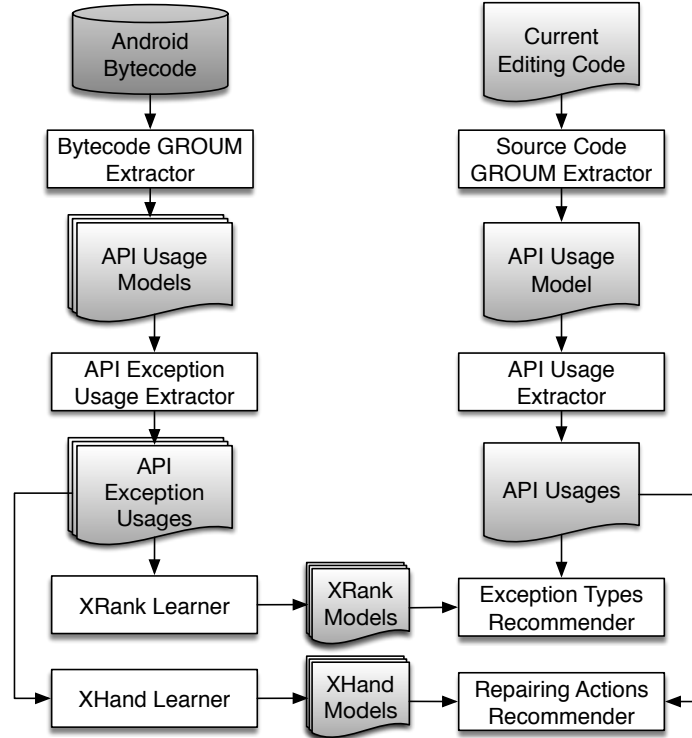 Android
Bytecode
Current
Editing Code
Bytecode GROUM
Extractor
Source Code
GROUM Extractor
API Usage
Models
API Usage
Model
API Exception
Usage Extractor
API Usage
Extractor
API
Exception
Usages
API Usages
XRank Learner
XRank
Models
Exception Types
Recommender
XHand Learner
XHand
Models
Repairing Actions
Recommender